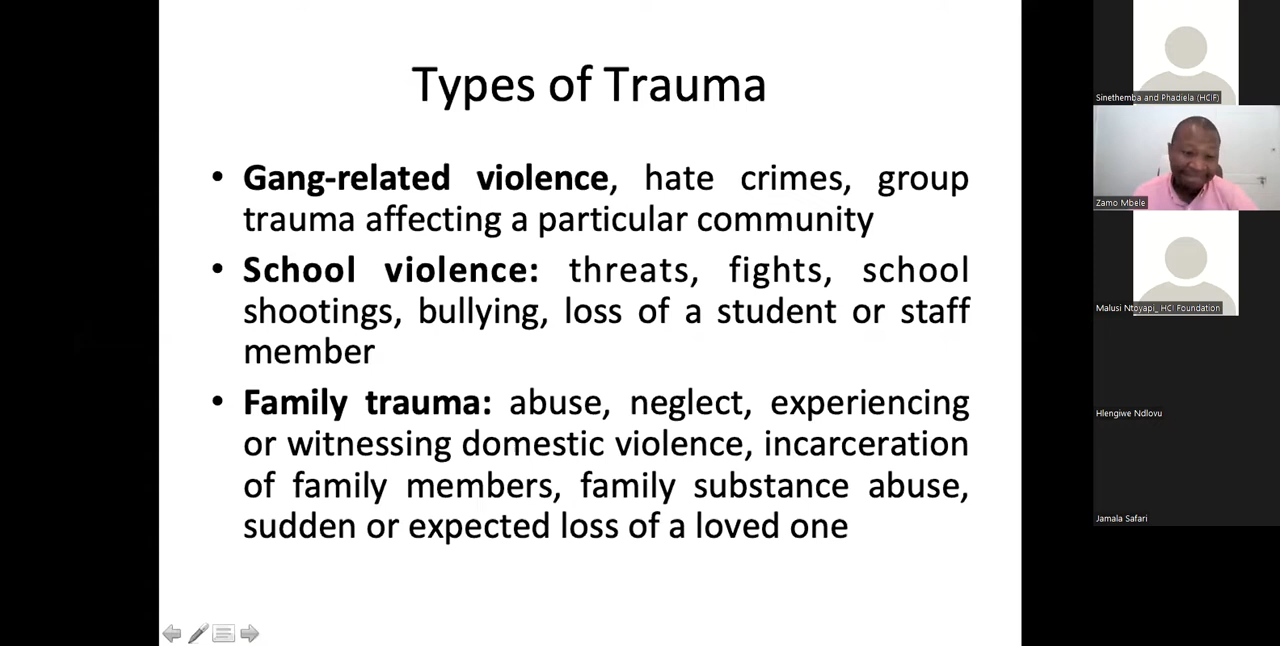 Types of Trauma
• Gang-related violence, hate crimes, group
trauma affecting a particular community
• School violence: threats, fights, school
shootings, bullying, loss of a student or staff
member
• Family trauma: abuse, neglect, experiencing
or witnessing domestic violence, incarceration
of family members, family substance abuse,
sudden or expected loss of a loved one
Sinethemba and Phadiela (HCIF)
Zamo Mbele
Malusi Ntoyapi_ HCI Foundation
Hlengiwe Ndlovu
Jamala Safari